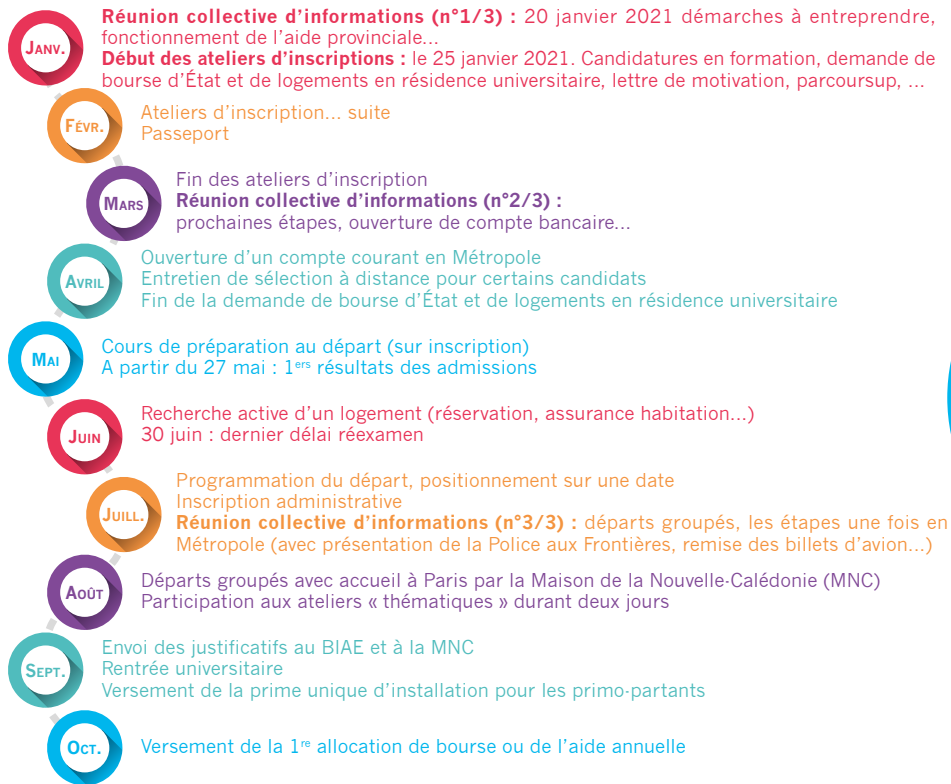 JANV.
Réunion collective d'informations (n°1/3) : 20 janvier 2021 démarches à entreprendre,
fonctionnement de l'aide provinciale...
Début des ateliers d'inscriptions : le 25 janvier 2021. Candidatures en formation, demande de
bourse d'État et de logements en résidence universitaire, lettre de motivation, parcoursup, ...
FÉVR.
Ateliers d'inscription... suite
Passeport
MARS
Fin des ateliers d'inscription
Réunion collective d'informations (n°2/3) :
prochaines étapes, ouverture de compte bancaire...
AVRIL
Ouverture d'un compte courant en Métropole
Entretien de sélection à distance pour certains candidats
Fin de la demande de bourse d'État et de logements en résidence universitaire
MAI
Cours de préparation au départ (sur inscription)
A partir du 27 mai : 1ers résultats des admissions
JUIN
Recherche active d'un logement (réservation, assurance habitation...)
30 juin : dernier délai réexamen
JUILL.
Programmation du départ, positionnement sur une date
Inscription administrative
Réunion collective d'informations (n°3/3) : départs groupés, les étapes une fois en
Métropole (avec présentation de la Police aux Frontières, remise des billets d'avion...)
AOÛT
Départs groupés avec accueil à Paris par la Maison de la Nouvelle-Calédonie (MNC)
Participation aux ateliers « thématiques » durant deux jours
SEPT.
Envoi des justificatifs au BIAE et à la MNC
Rentrée universitaire
Versement de la prime unique d'installation pour les primo-partants
OCT.
Versement de la 1re allocation de bourse ou de l'aide annuelle